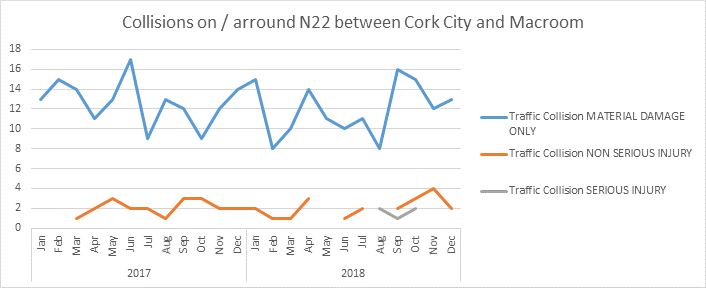 Collisions on / arround N22 between Cork City and Macroom
18
16
14
12
10
8
6
4
2
0
Jan Feb Mar Apr May Jun Jul Aug Sep Oct Nov Dec Jan Feb Mar Apr May Jun Jul Aug Sep Oct Nov Dec
2017 2018
Traffic Collision MATERIAL DAMAGE
ONLY
Traffic Collision NON SERIOUS INJURY
Traffic Collision SERIOUS INJURY